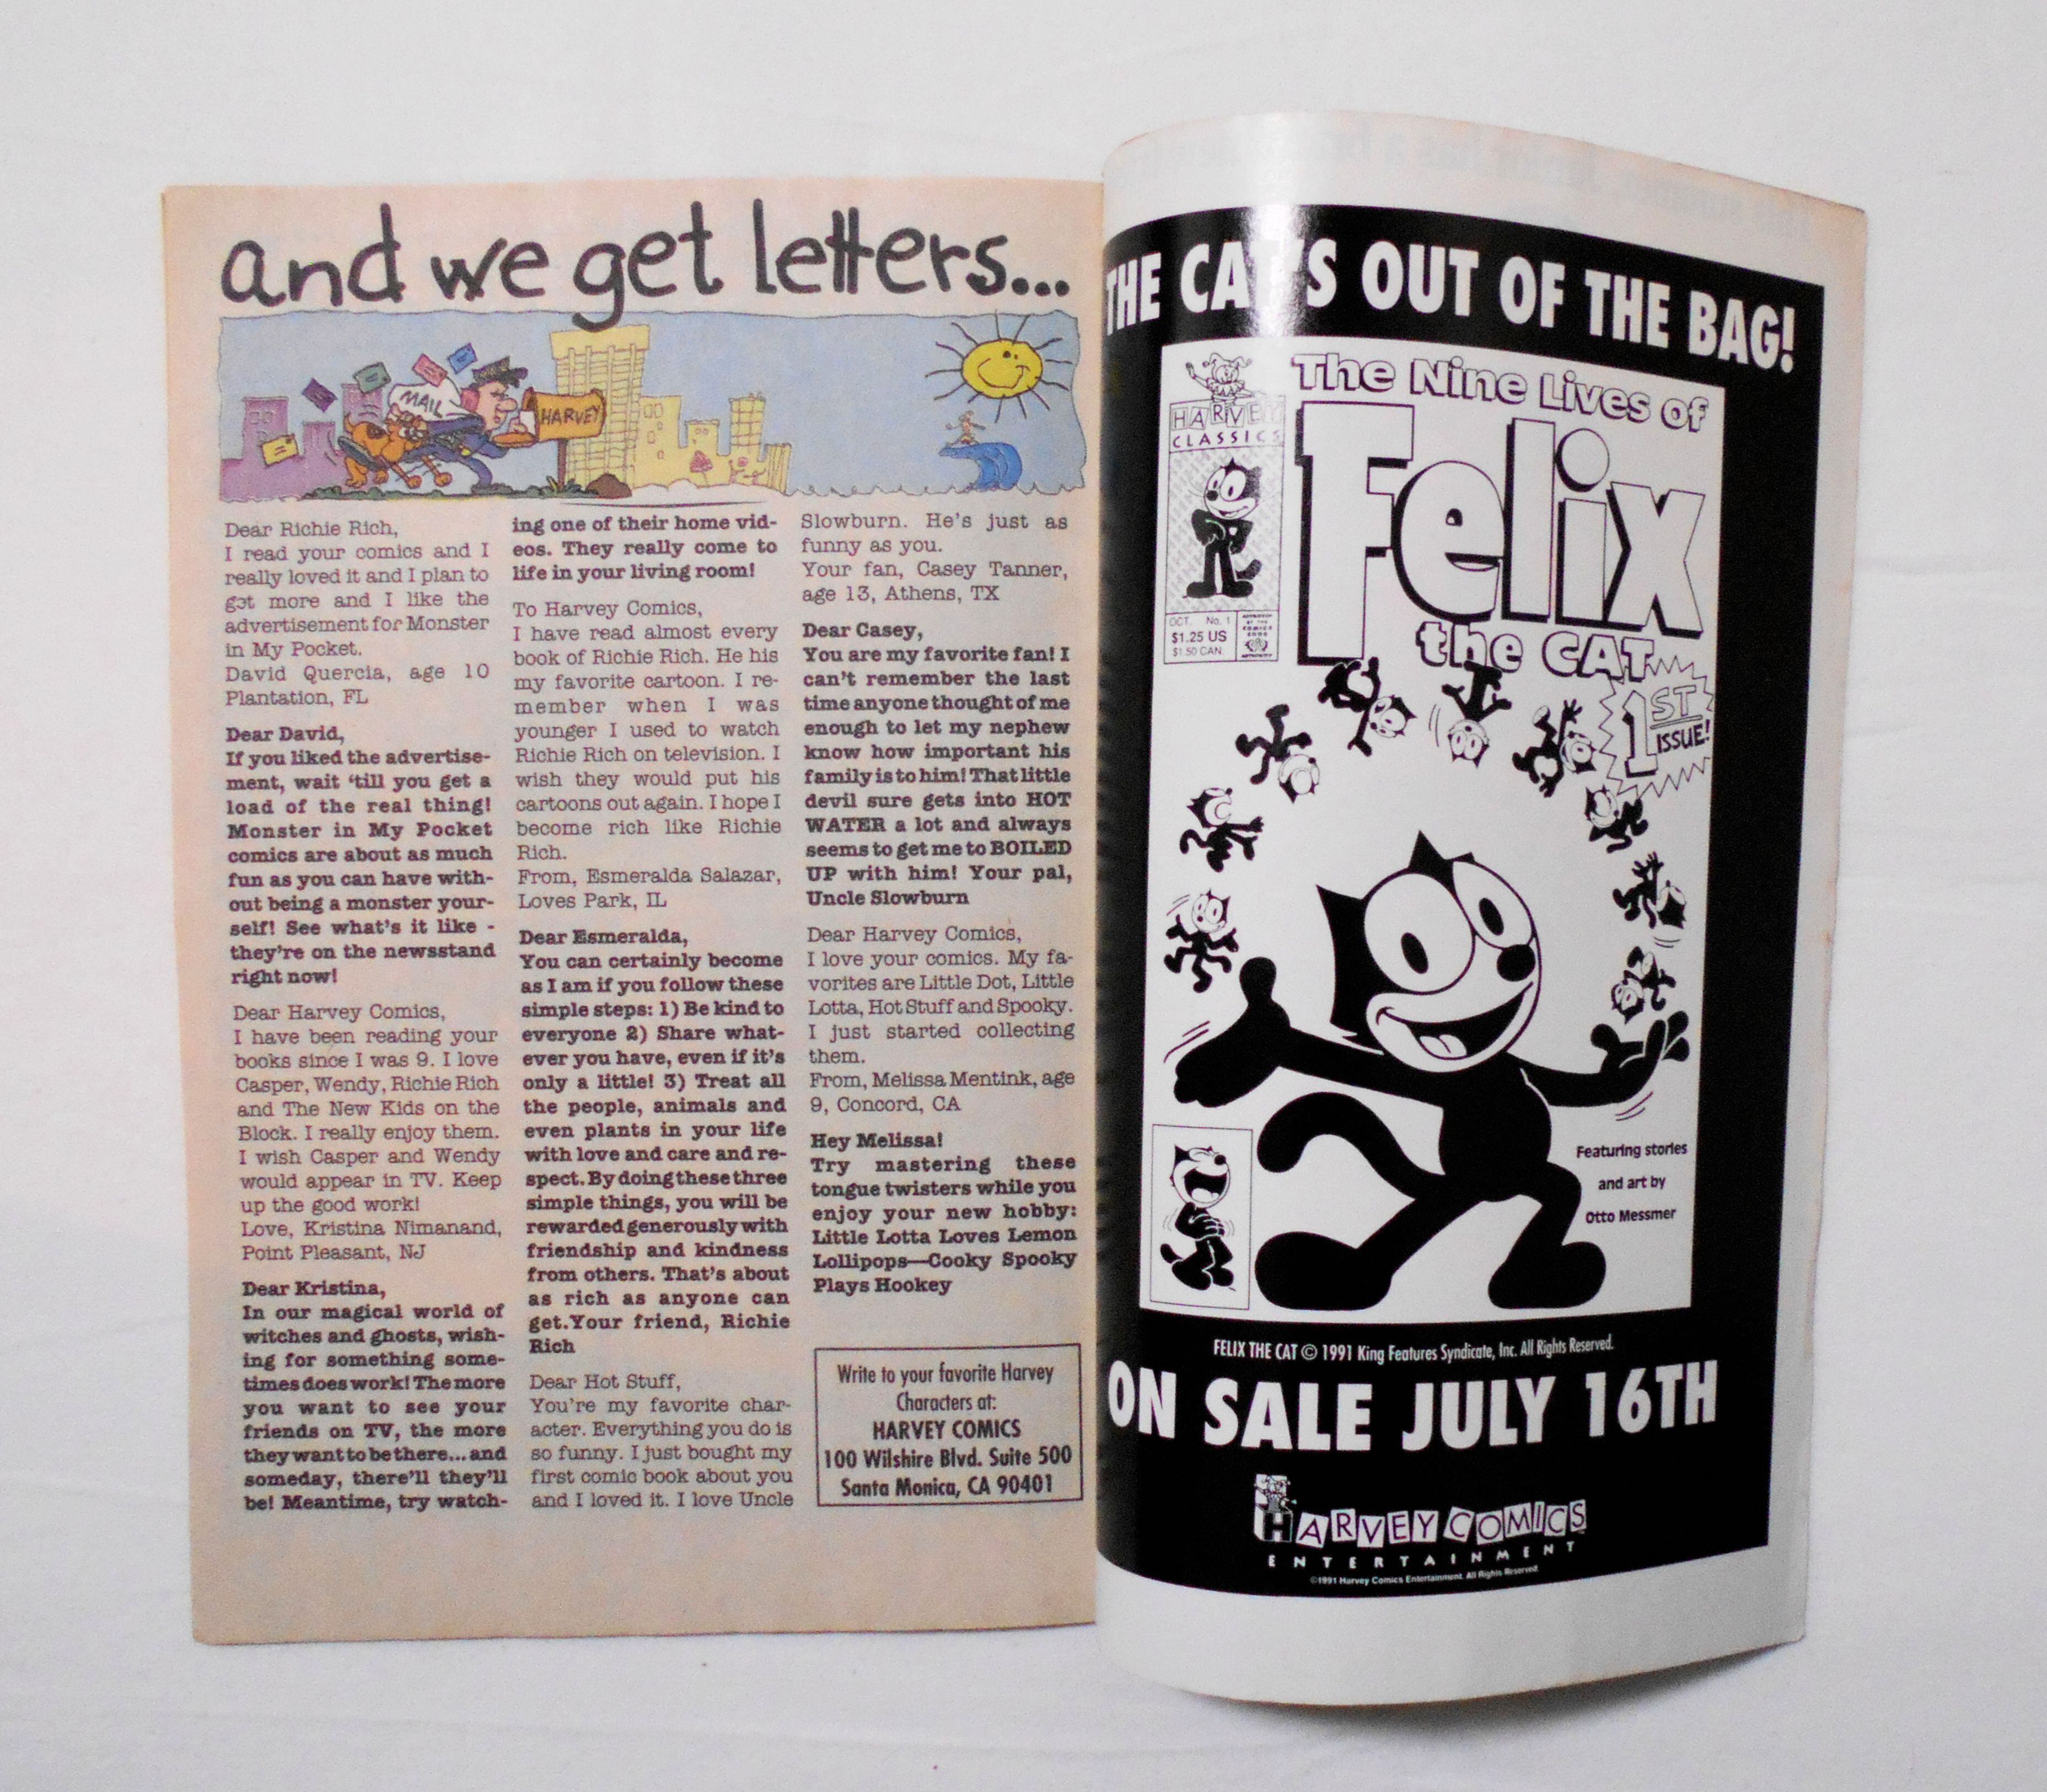 and we get letters...
MAIL
HARVEY
Dear Richie Rich,
I read your comics and I
really loved it and I plan to
get more and I like the
advertisement for Monster
in My Pocket.
David Quercia, age 10
Plantation, FL
Dear David,
If you liked the advertise-
ment, wait 'till you get a
load of the real thing!
Monster in My Pocket
comics are about as much
fun as you can have with-
out being a monster your-
self! See what's it like -
they're on the newsstand
right now!
Dear Harvey Comics,
I have been reading your
books since I was 9. I love
Casper, Wendy, Richie Rich
and The New Kids on the
Block. I really enjoy them.
I wish Casper and Wendy
would appear in TV. Keep
up the good work!
Love, Kristina Nimanand,
Point Pleasant, NJ
Dear Kristina,
In our magical world of
witches and ghosts, wish-
ing for something some-
times does work! The more
you want to see your
friends on TV, the more
they want to be there... and
someday, there'll they'll
be! Meantime, try watch-
ing one of their home vid-
eos. They really come to
life in your living room!
To Harvey Comics,
I have read almost every
book of Richie Rich. He his
my favorite cartoon. I re-
member when I was
younger I used to watch
Richie Rich on television. I
wish they would put his
cartoons out again. I hope I
become rich like Richie
Rich.
From, Esmeralda Salazar,
Loves Park, IL
Dear Esmeralda,
You can certainly become
as I am if you follow these
simple steps: 1) Be kind to
everyone 2) Share what-
ever you have, even if it's
only a little! 3) Treat all
the people, animals and
even plants in your life
with love and care and re-
spect. By doing these three
simple things, you will be
rewarded generously with
friendship and kindness
from others. That's about
as rich as anyone can
get. Your friend, Richie
Rich
Dear Hot Stuff,
You're my favorite char-
acter. Everything you do is
so funny. I just bought my
first comic book about you
and I loved it. I love Uncle
Slowburn. He's just as
funny as you.
Your fan, Casey Tanner,
age 13, Athens, TX
Dear Casey,
You are my favorite fan! I
can't remember the last
time anyone thought of me
enough to let my nephew
know how important his
family is to him! That little
devil sure gets into HOT
WATER a lot and always
seems to get me to BOILED
UP with him! Your pal,
Uncle Slowburn
Dear Harvey Comics,
I love your comics. My fa-
vorites are Little Dot, Little
Lotta, Hot Stuff and Spooky.
I just started collecting
them.
From, Melissa Mentink, age
9, Concord, CA
Hey Melissa!
Try mastering these
tongue twisters while you
enjoy your new hobby:
Little Lotta Loves Lemon
Lollipops—Cooky Spooky
Plays Hookey
Write to your favorite Harvey
Characters at:
HARVEY COMICS
100 Wilshire Blvd. Suite 500
Santa Monica, CA 90401
THE CAT'S OUT OF THE BAG!
HARVEY
CLASSICS
The Nine Lives of
Felix
the CAT
OCT. No. 1
$1.25 US
$1.50 CAN
APPROVED
BY THE
COMICS
CODE
AUTHORITY
1ST
ISSUE!
Featuring stories
and art by
Otto Messmer
FELIX THE CAT © 1991 King Features Syndicate, Inc. All Rights Reserved.
ON SALE JULY 16TH
HARVEY COMICS
ENTERTAINMENT
©1991 Harvey Comics Entertainment. All Rights Reserved.